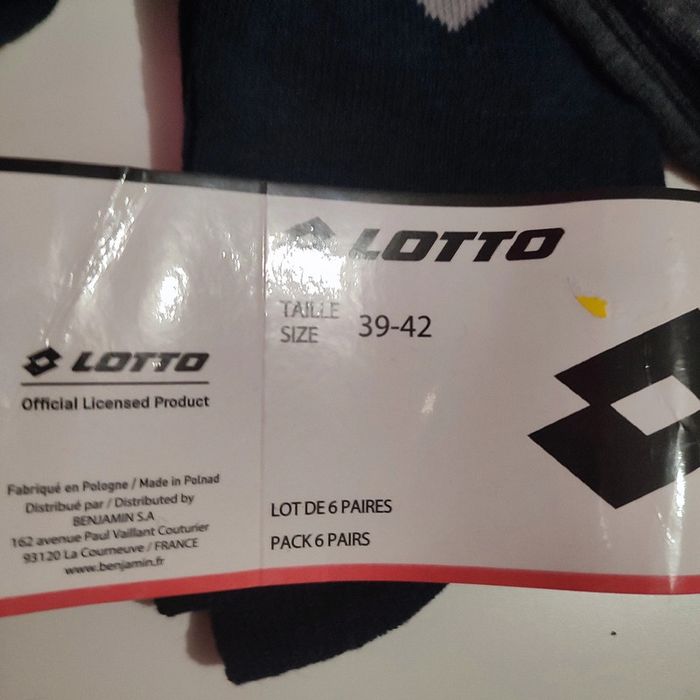 LOTTO
Official Licensed Product
Fabriqué en Pologne / Made in Polnad
Distribué par / Distributed by
BENJAMIN S.A
162 avenue Paul Vaillant Couturier
93120 La Courneuve / FRANCE
www.benjamin.fr
LOTTO
TAILLE
SIZE 39-42
LOT DE 6 PAIRES
PACK 6 PAIRS